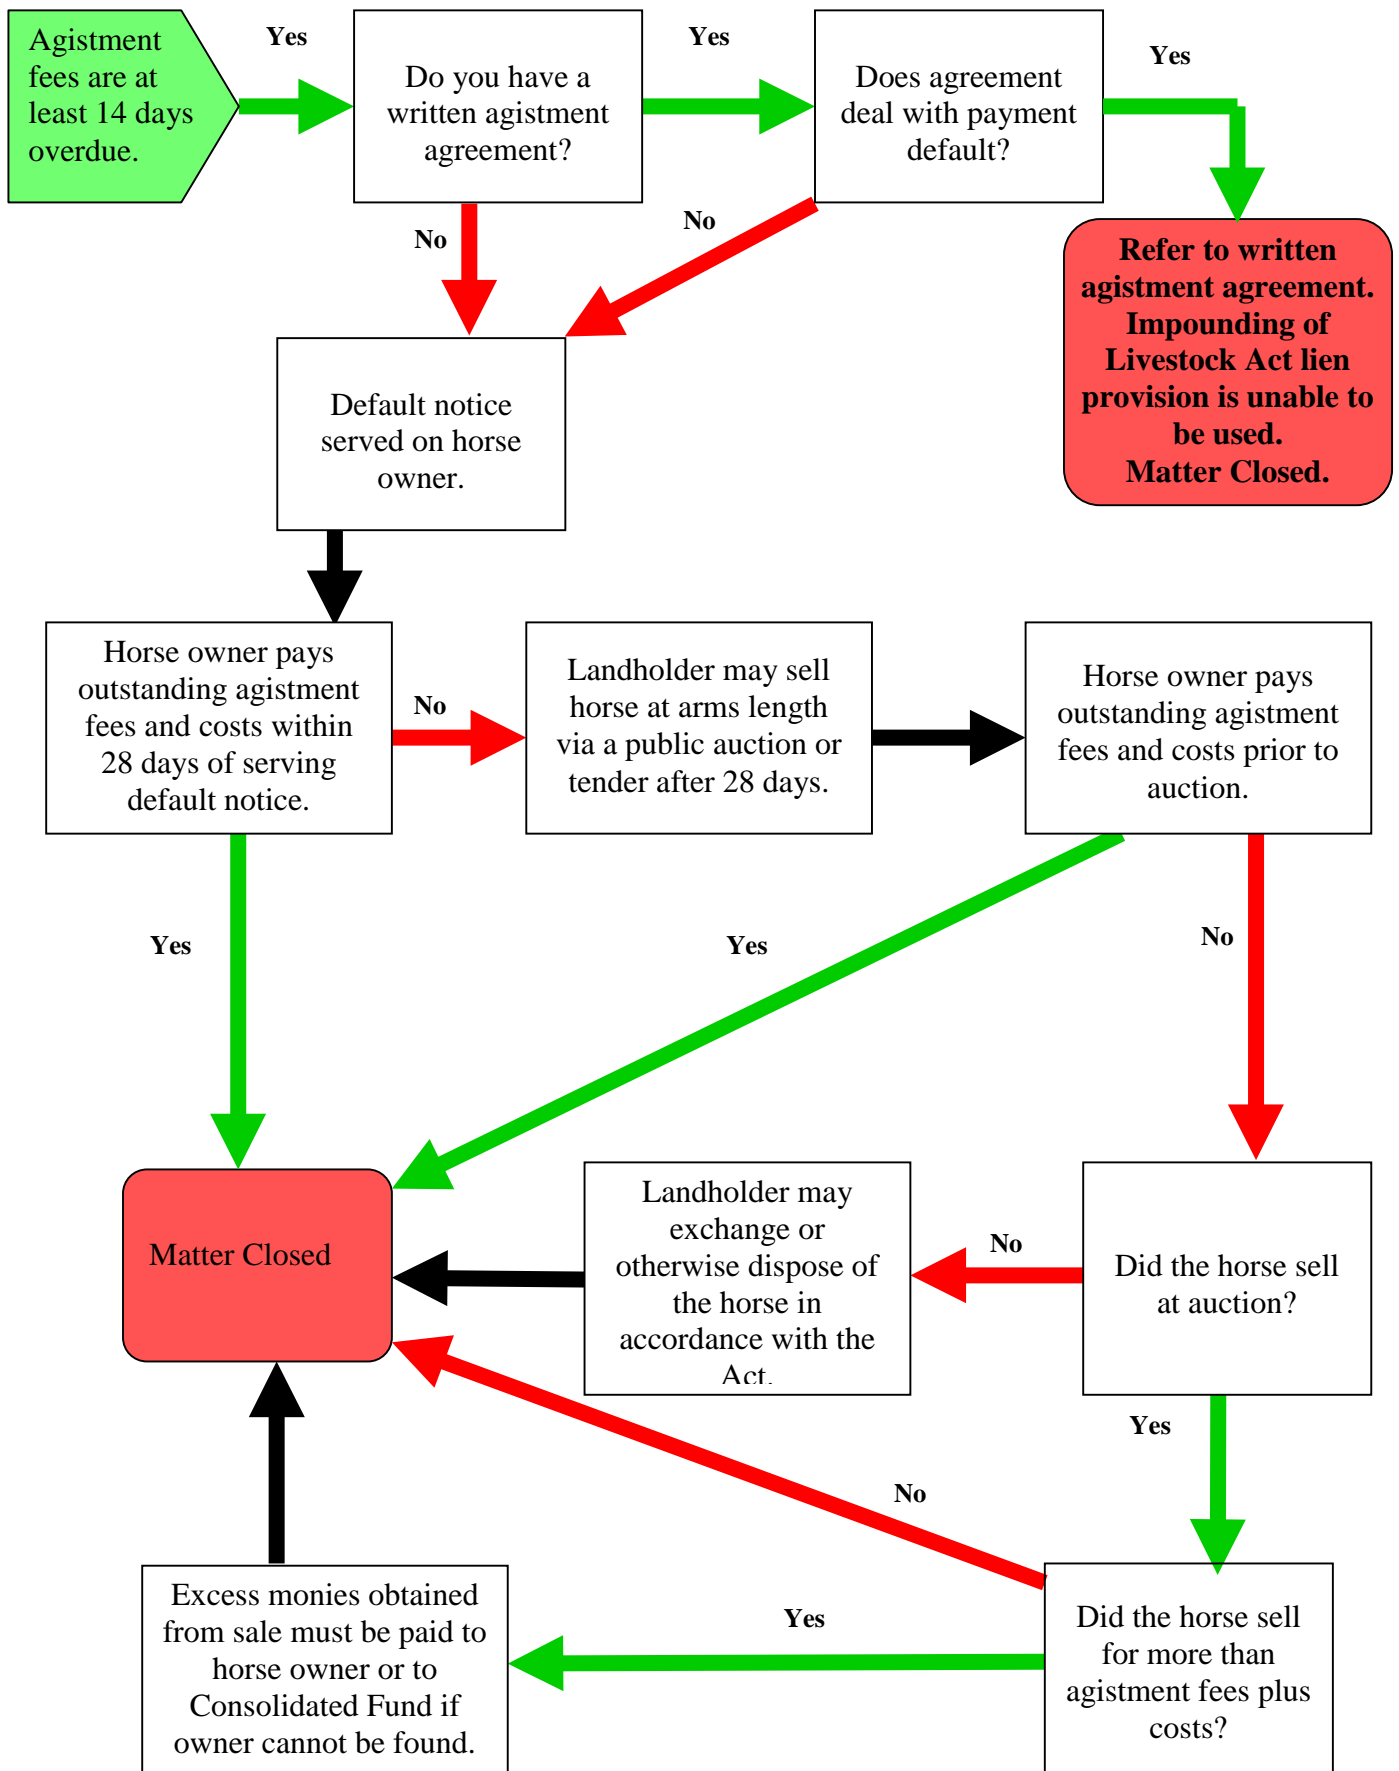 Agistment
fees are at
least 14 days
overdue.
Yes
Do you have a
written agistment
agreement?
Yes
Does agreement
deal with payment
default?
Yes
No
No
Refer to written
agistment agreement.
Impounding of
Livestock Act lien
provision is unable to
be used.
Matter Closed.
Default notice
served on horse
owner.
Horse owner pays
outstanding agistment
fees and costs within
28 days of serving
default notice.
No
Landholder may sell
horse at arms length
via a public auction or
tender after 28 days.
Horse owner pays
outstanding agistment
fees and costs prior to
auction.
Yes
Yes
No
Matter Closed
Landholder may
exchange or
otherwise dispose of
the horse in
accordance with the
Act.
No
Did the horse sell
at auction?
Yes
No
Excess monies obtained
from sale must be paid to
horse owner or to
Consolidated Fund if
owner cannot be found.
Yes
Did the horse sell
for more than
agistment fees plus
costs?